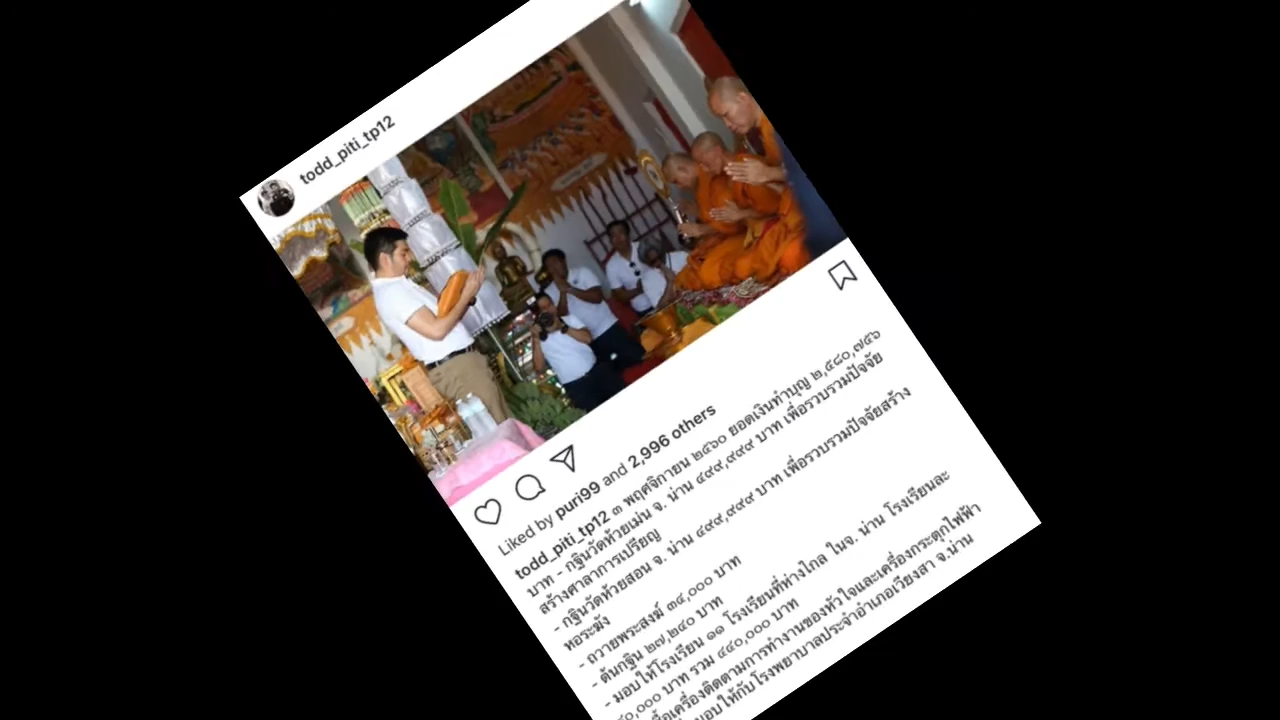 todd_piti_tp12
Liked by puri99 and 2,996 others
todd_piti_tp12 ๓ พฤศจิกายน ๒๕๖๐ ยอดเงินทำบุญ ๒,๕๘๐,๗๕๖
บาท - กฐินวัดห้วยเม่น จ. น่าน ๔๙๙,๙๙๙ บาท เพื่อรวบรวมปัจจัย
สร้างศาลาการเปรียญ
- กฐินวัดห้วยสอน จ. น่าน ๔๙๙,๙๙๙ บาท เพื่อรวบรวมปัจจัยสร้าง
หอระฆัง
- ถวายพระสงฆ์ ๓๔,๐๐๐ บาท
- ต้นกฐิน ๒๗,๒๔๐ บาท
- มอบให้โรงเรียน ๑๑ โรงเรียนที่ห่างไกล ในจ. น่าน โรงเรียนละ
๐,๐๐๐ บาท รวม ๔๔๐,๐๐๐ บาท
เครื่องติดตามการทำงานของหัวใจและเครื่องกระตุกไฟฟ้า
มอบให้กับโรงพยาบาลประจำอำเภอเวียงสา จ.น่าน